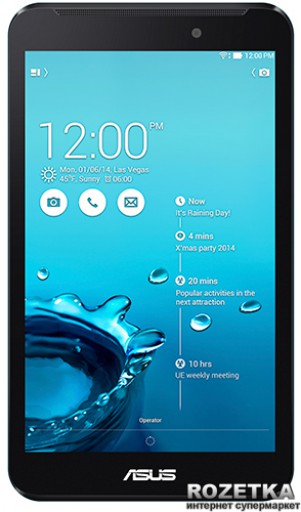 12:00 PM
12:00 PM
Mon, 01/06/14, Las Vegas
45°F, Sunny 06:00
Now
It's Raining Day!
4 mins
X'mas party 2014
20 mins
Popular activities in the
next attraction
10 hrs
UE weekly meeting
Operator
ASUS
ROZETKA
интернет супермаркет